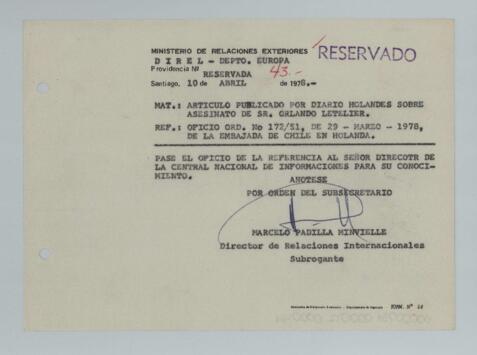 MINISTERIO DE RELACIONES EXTERIORES
RESERVADO
D I R E L - DEPTO. EUROPA
Providencia Nº
RESERVADA 43.-
Santiago, 10 de ABRIL de 1978.-
MAT.: ARTICULO PUBLICADO POR DIARIO HOLANDES SOBRE
ASESINATO DE SR. ORLANDO LETELIER.
REF.: OFICIO ORD. No 172/51, DE 29 - MARZO - 1978,
DE LA EMBAJADA DE CHILE EN HOLANDA.
PASE EL OFICIO DE LA REFERENCIA AL SEÑOR DIRECOTR DE
LA CENTRAL NACIONAL DE INFORMACIONES PARA SU CONOCI-
MIENTO.
ANOTESE
POR ORDEN DEL SUBSECRETARIO
MARCELO PADILLA MINVIELLE
Director de Relaciones Internacionales
Subrogante
FORM. Nº